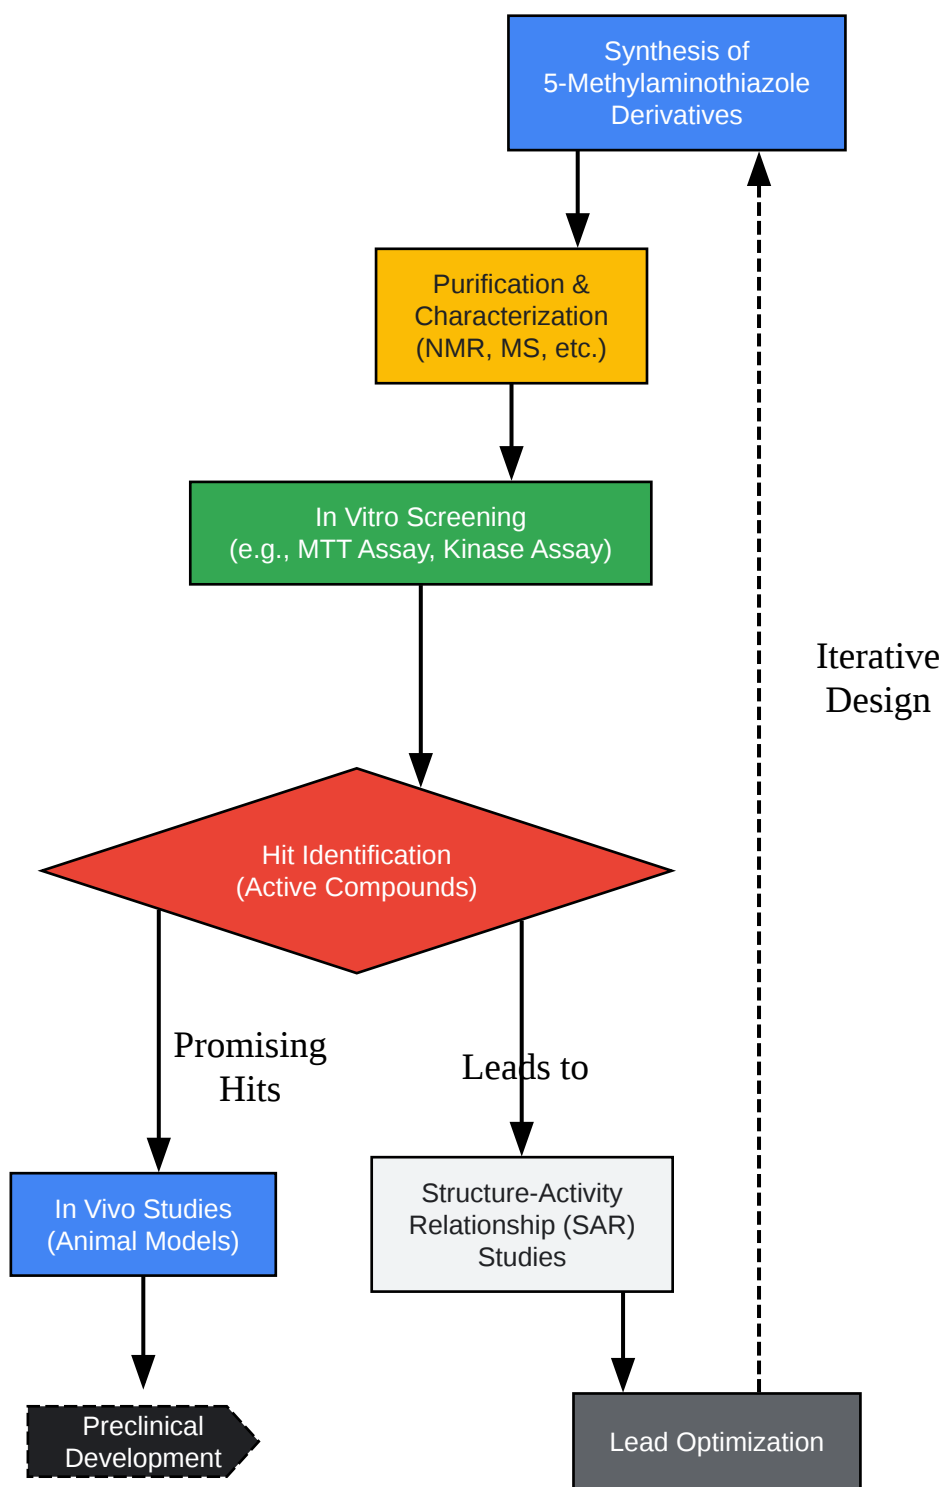 Synthesis of
5-Methylaminothiazole
Derivatives
Purification &
Characterization
(NMR, MS, etc.)
In Vitro Screening
(e.g., MTT Assay, Kinase Assay)
Iterative
Design
Hit Identification
(Active Compounds)
Promising
Hits
Leads to
In Vivo Studies
(Animal Models)
Structure-Activity
Relationship (SAR)
Studies
Preclinical
Development
Lead Optimization